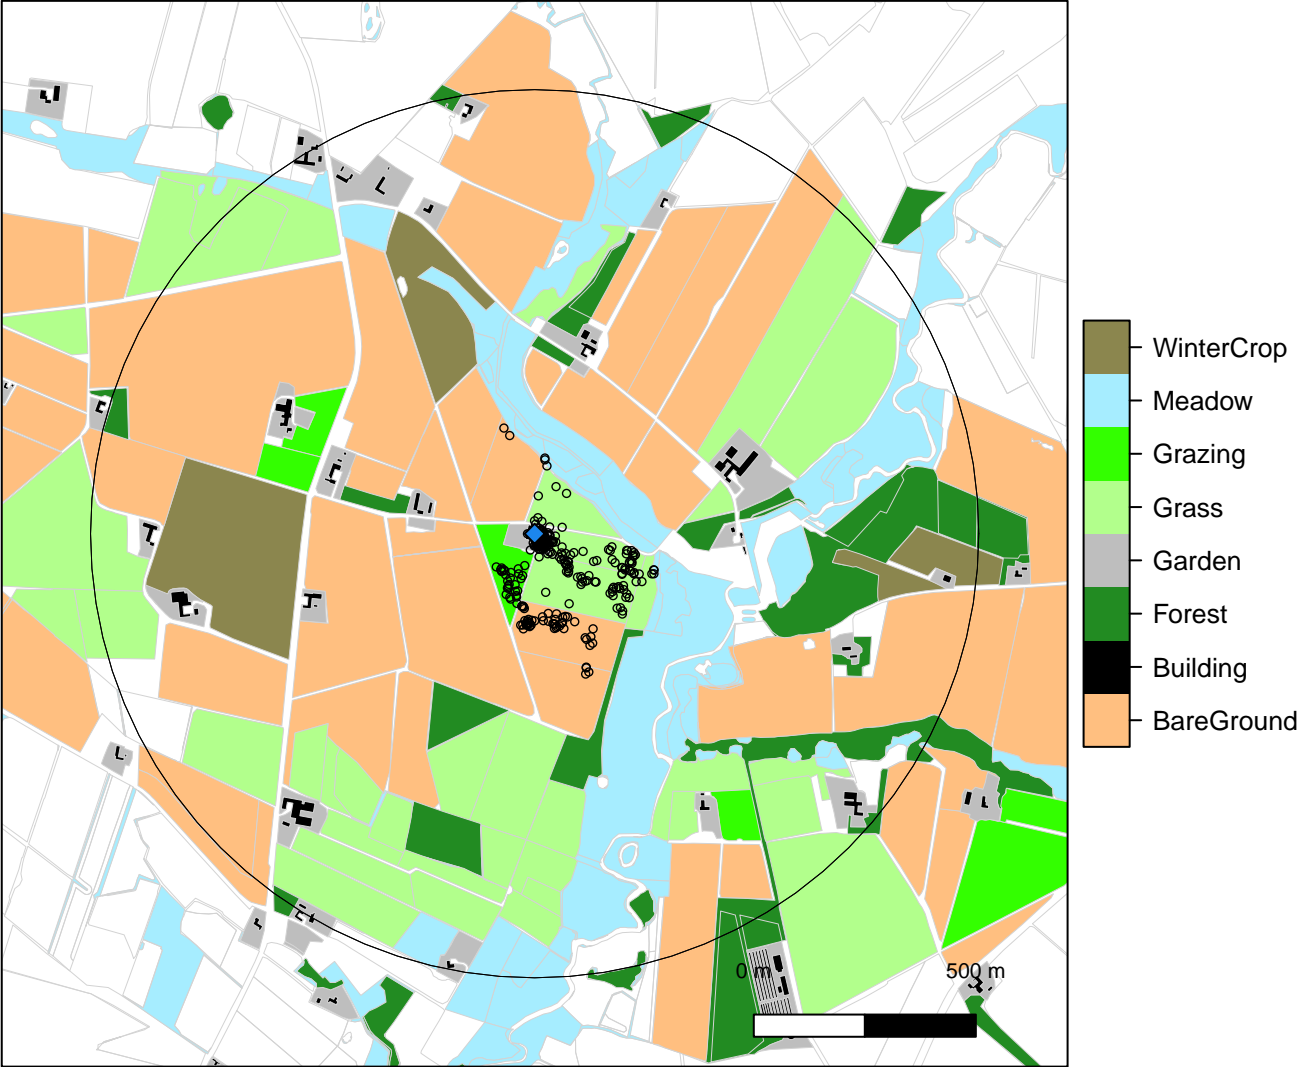 WinterCrop
Meadow
Grazing
Grass
Garden
Forest
Building
BareGround
0 m 500 m